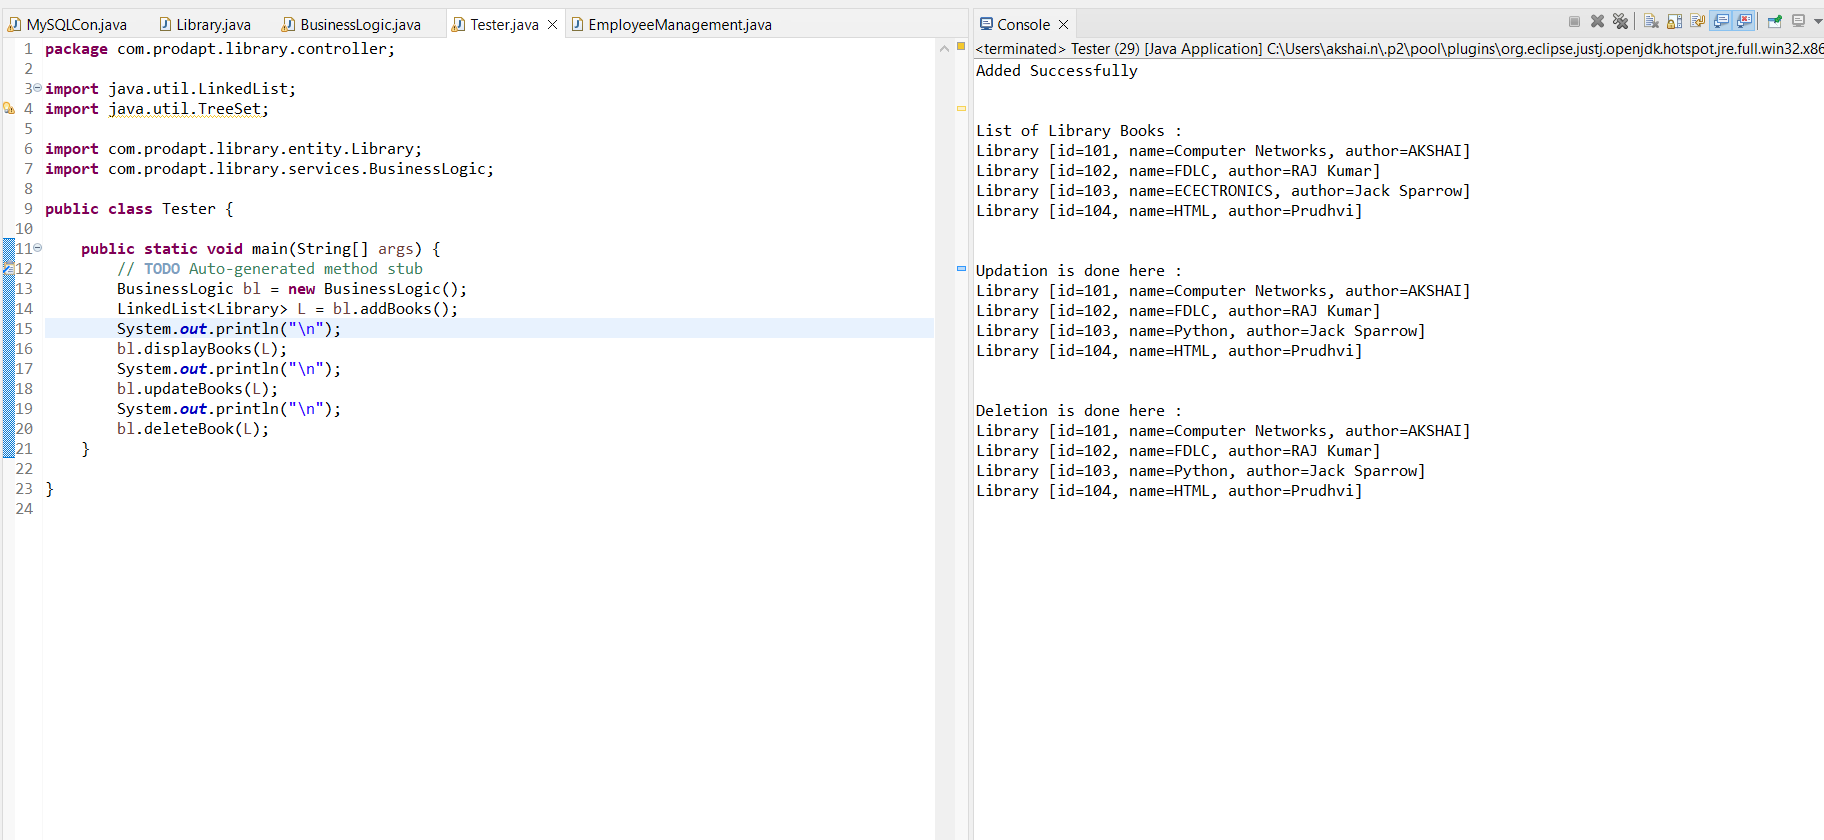 MySQLCon.java Library.java BusinessLogic.java Tester.java EmployeeManagement.java
1 package com.prodapt.library.controller;
2
3 import java.util.LinkedList;
4 import java.util.TreeSet;
5
6 import com.prodapt.library.entity.Library;
7 import com.prodapt.library.services.BusinessLogic;
8
9 public class Tester {
10
11 public static void main(String[] args) {
12 // TODO Auto-generated method stub
13 BusinessLogic bl = new BusinessLogic();
14 LinkedList<Library> L = bl.addBooks();
15 System.out.println("\n");
16 bl.displayBooks(L);
17 System.out.println("\n");
18 bl.updateBooks(L);
19 System.out.println("\n");
20 bl.deleteBook(L);
21 }
22
23 }
24
Console
<terminated> Tester (29) [Java Application] C:\Users\akshai.n\.p2\pool\plugins\org.eclipse.justj.openjdk.hotspot.jre.full.win32.x86
Added Successfully
List of Library Books :
Library [id=101, name=Computer Networks, author=AKSHAI]
Library [id=102, name=FDLC, author=RAJ Kumar]
Library [id=103, name=ECECTRONICS, author=Jack Sparrow]
Library [id=104, name=HTML, author=Prudhvi]
Updation is done here :
Library [id=101, name=Computer Networks, author=AKSHAI]
Library [id=102, name=FDLC, author=RAJ Kumar]
Library [id=103, name=Python, author=Jack Sparrow]
Library [id=104, name=HTML, author=Prudhvi]
Deletion is done here :
Library [id=101, name=Computer Networks, author=AKSHAI]
Library [id=102, name=FDLC, author=RAJ Kumar]
Library [id=103, name=Python, author=Jack Sparrow]
Library [id=104, name=HTML, author=Prudhvi]